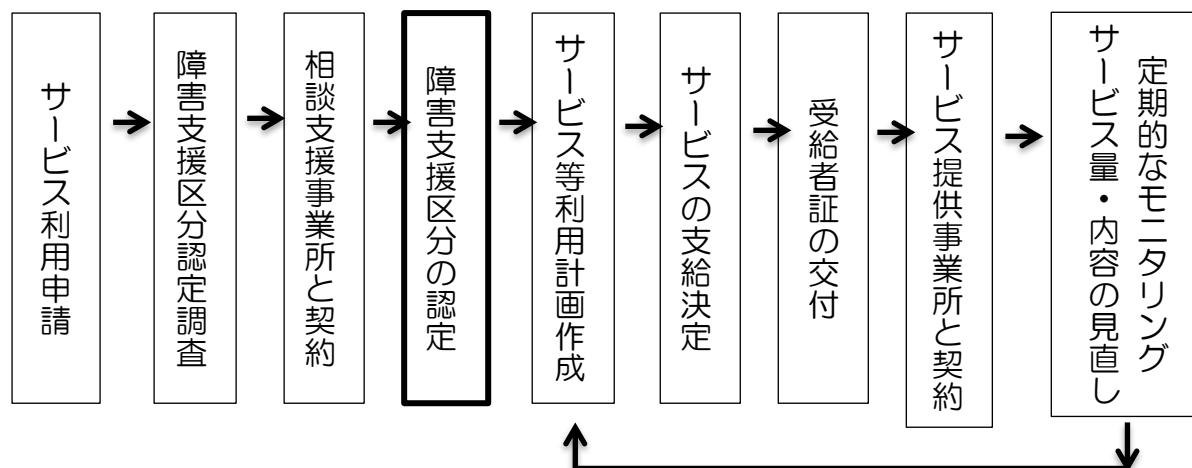 サービス利用申請
障害支援区分認定調査
相談支援事業所と契約
障害支援区分の認定
サービス等利用計画作成
サービスの支給決定
受給者証の交付
サービス提供事業所と契約
定期的なモニタリング
サービス量・内容の見直し